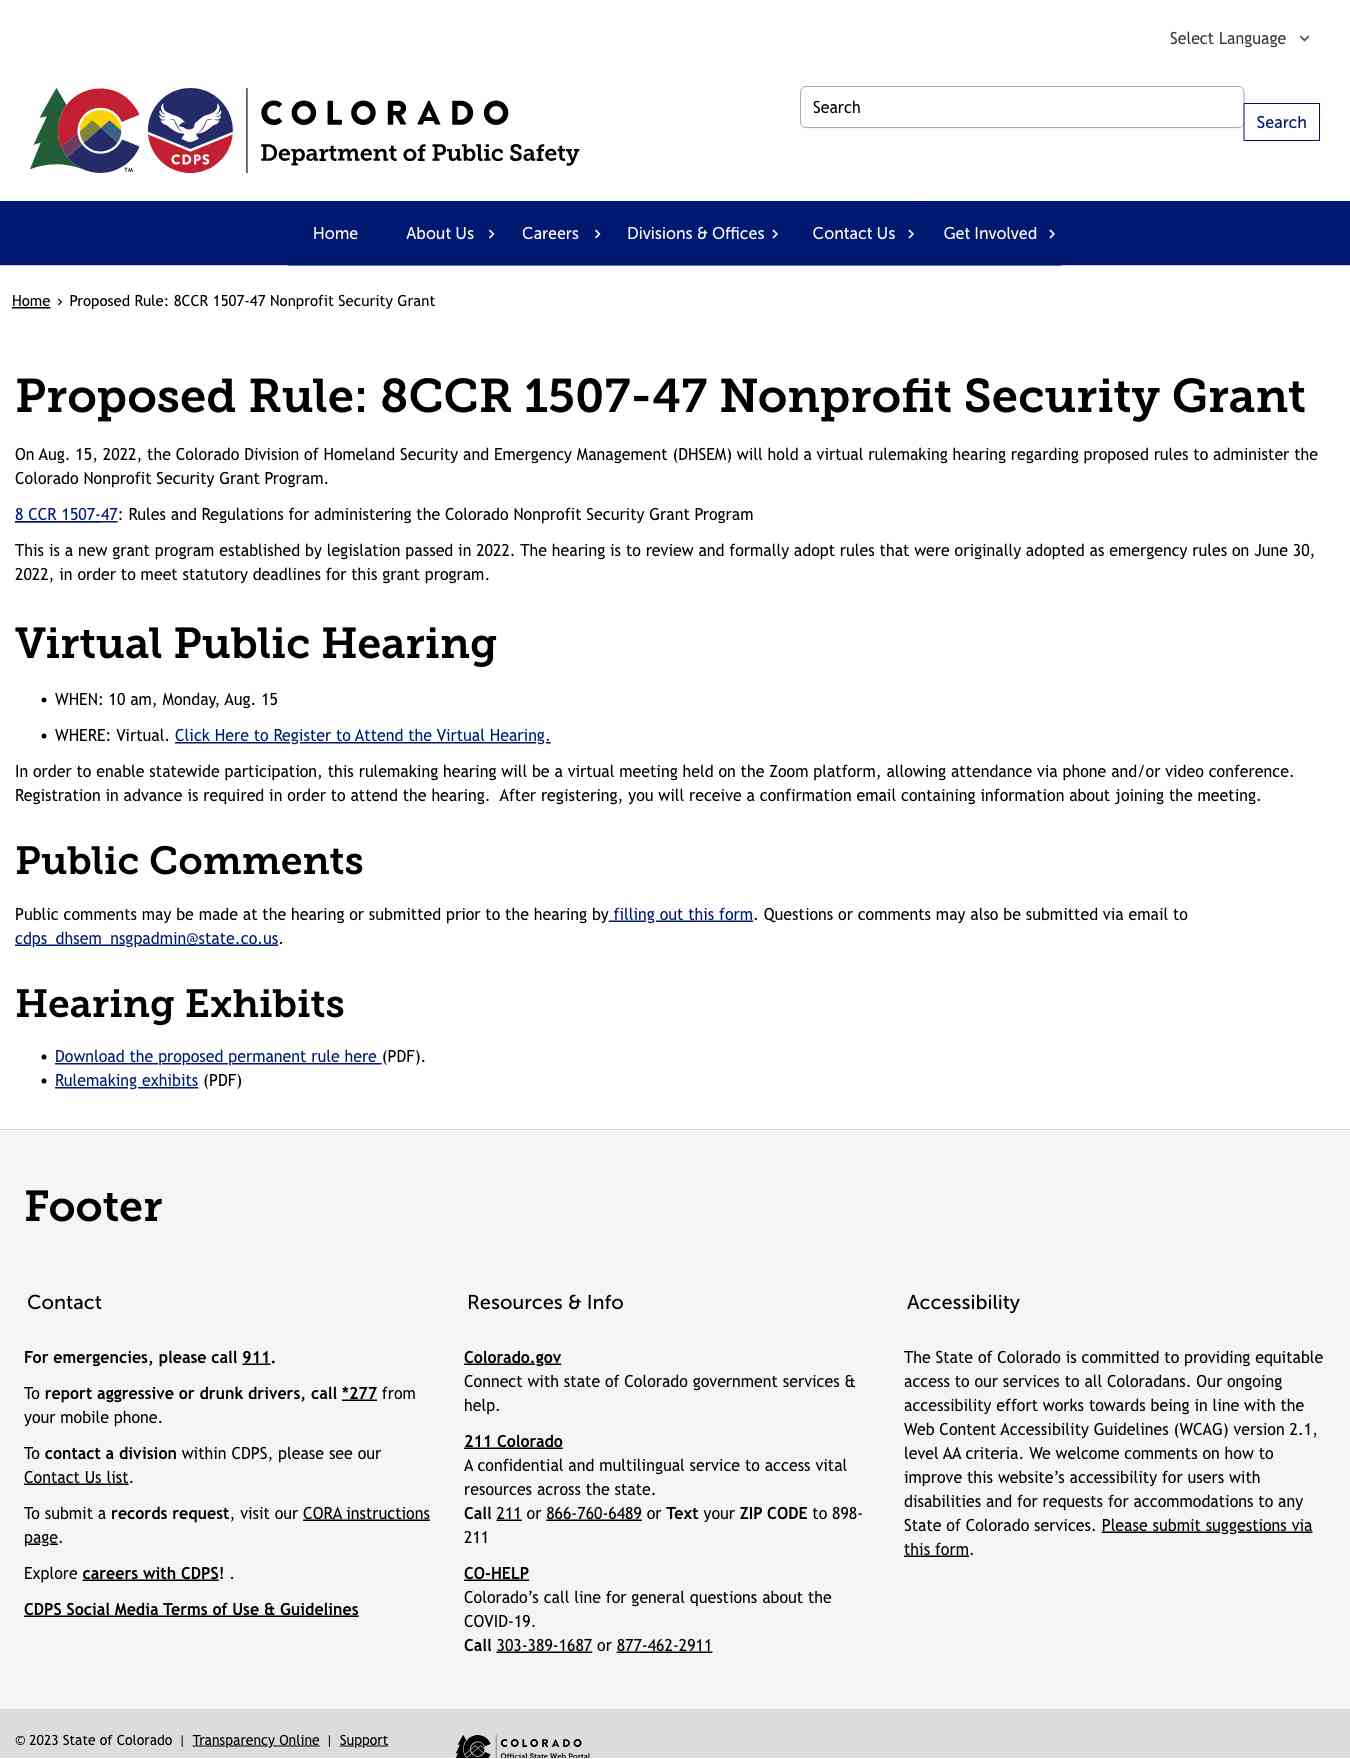 Select Language
COLORADO
Department of Public Safety
CDPS
TM
Search
Search
Home About Us Careers Divisions & Offices Contact Us Get Involved
Home › Proposed Rule: 8CCR 1507-47 Nonprofit Security Grant
Proposed Rule: 8CCR 1507-47 Nonprofit Security Grant
On Aug. 15, 2022, the Colorado Division of Homeland Security and Emergency Management (DHSEM) will hold a virtual rulemaking hearing regarding proposed rules to administer the
Colorado Nonprofit Security Grant Program.
8 CCR 1507-47: Rules and Regulations for administering the Colorado Nonprofit Security Grant Program
This is a new grant program established by legislation passed in 2022. The hearing is to review and formally adopt rules that were originally adopted as emergency rules on June 30,
2022, in order to meet statutory deadlines for this grant program.
Virtual Public Hearing
• WHEN: 10 am, Monday, Aug. 15
• WHERE: Virtual. Click Here to Register to Attend the Virtual Hearing.
In order to enable statewide participation, this rulemaking hearing will be a virtual meeting held on the Zoom platform, allowing attendance via phone and/or video conference.
Registration in advance is required in order to attend the hearing.  After registering, you will receive a confirmation email containing information about joining the meeting.
Public Comments
Public comments may be made at the hearing or submitted prior to the hearing by filling out this form. Questions or comments may also be submitted via email to
cdps_dhsem_nsgpadmin@state.co.us.
Hearing Exhibits
• Download the proposed permanent rule here (PDF).
• Rulemaking exhibits (PDF)
Footer
Contact
For emergencies, please call 911.
To report aggressive or drunk drivers, call *277 from
your mobile phone.
To contact a division within CDPS, please see our
Contact Us list.
To submit a records request, visit our CORA instructions
page.
Explore careers with CDPS! .
CDPS Social Media Terms of Use & Guidelines
Resources & Info
Colorado.gov
Connect with state of Colorado government services &
help.
211 Colorado
A confidential and multilingual service to access vital
resources across the state.
Call 211 or 866-760-6489 or Text your ZIP CODE to 898-
211
CO-HELP
Colorado’s call line for general questions about the
COVID-19.
Call 303-389-1687 or 877-462-2911
Accessibility
The State of Colorado is committed to providing equitable
access to our services to all Coloradans. Our ongoing
accessibility effort works towards being in line with the
Web Content Accessibility Guidelines (WCAG) version 2.1,
level AA criteria. We welcome comments on how to
improve this website’s accessibility for users with
disabilities and for requests for accommodations to any
State of Colorado services. Please submit suggestions via
this form.
© 2023 State of Colorado | Transparency Online | Support
COLORADO
Official State Web Portal